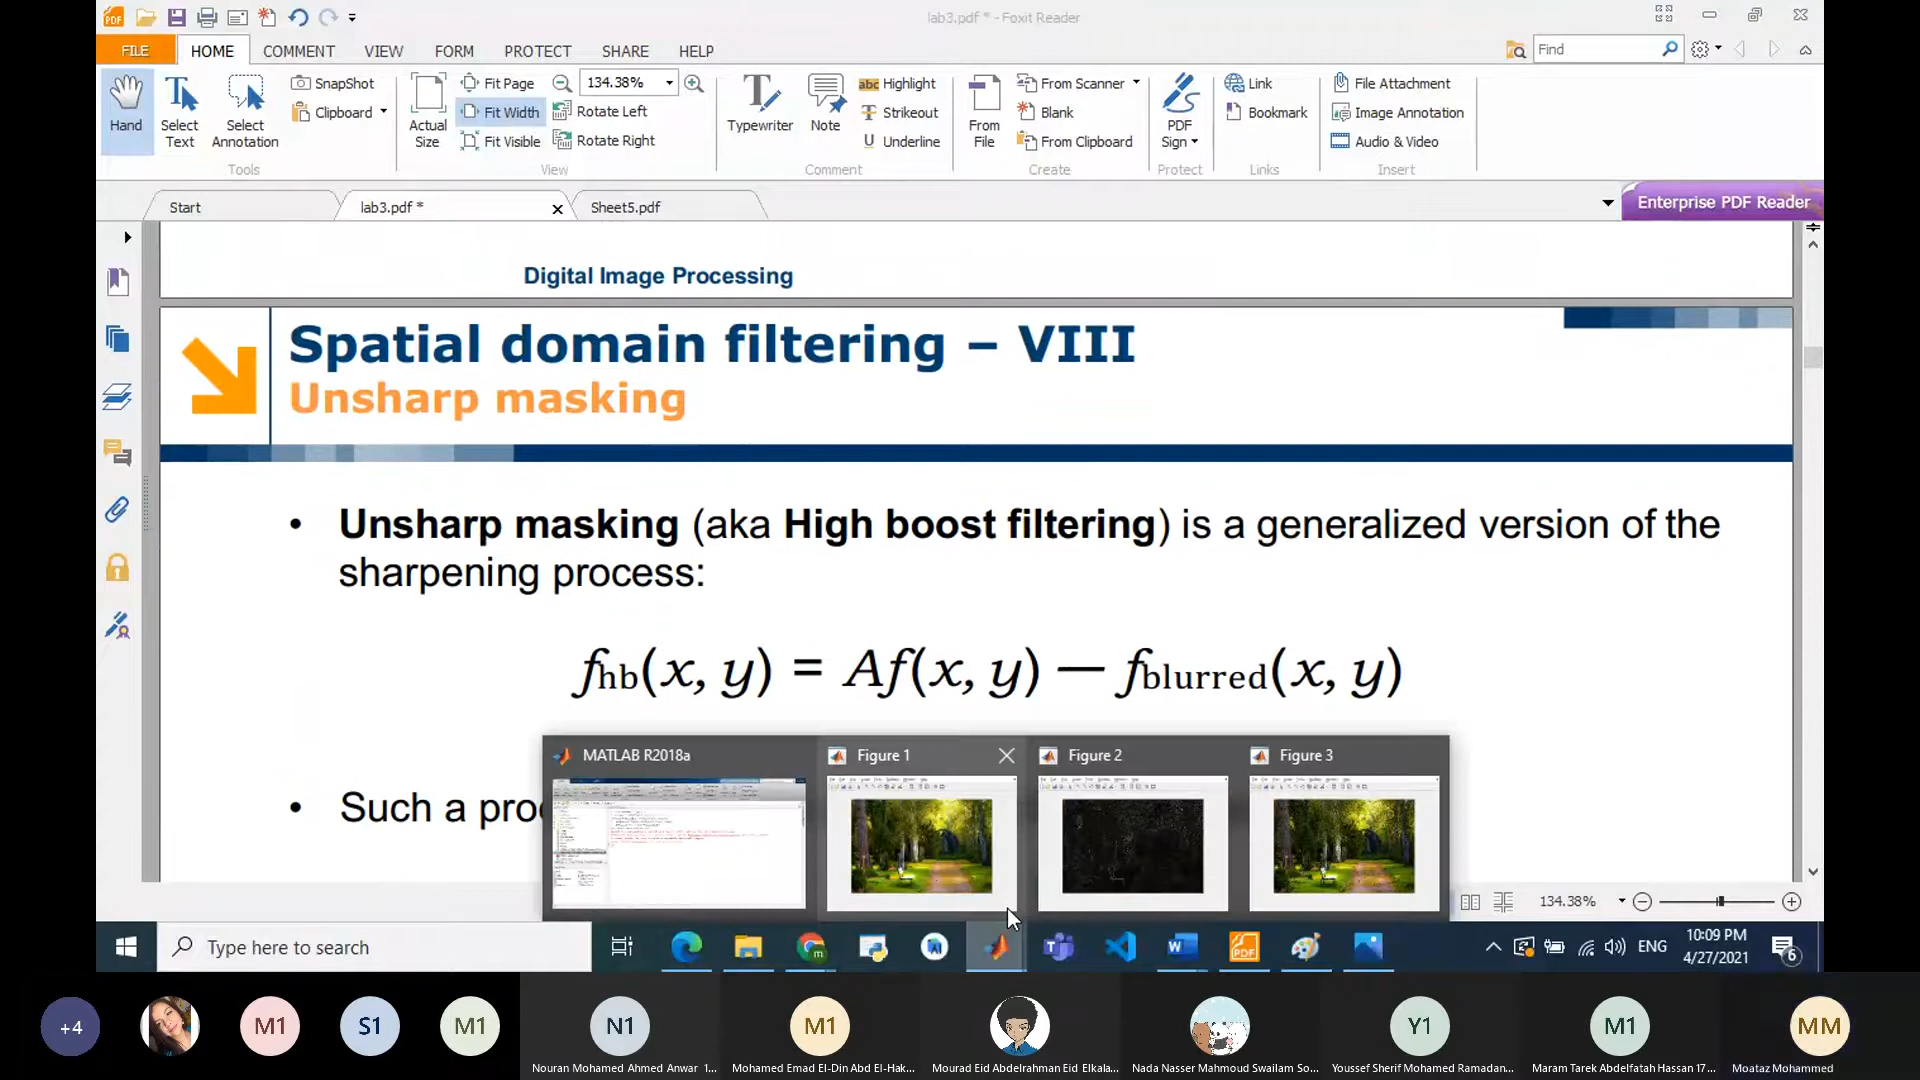 lab3.pdf * - Foxit Reader
FILE
HOME
COMMENT
VIEW
FORM
PROTECT
SHARE
HELP
Find
Hand
Select Text
Select Annotation
SnapShot
Clipboard
Tools
Actual Size
Fit Page
Fit Width
Fit Visible
134.38%
Rotate Left
Rotate Right
View
Typewriter
Note
Highlight
Strikeout
Underline
Comment
From File
From Scanner
Blank
From Clipboard
Create
PDF Sign
Protect
Link
Bookmark
Links
File Attachment
Image Annotation
Audio & Video
Insert
Start
lab3.pdf *
Sheet5.pdf
Enterprise PDF Reader
Digital Image Processing
Spatial domain filtering – VIII
Unsharp masking
• Unsharp masking (aka High boost filtering) is a generalized version of the
sharpening process:
fhb(x, y) = Af(x, y) − fblurred(x, y)
• Such a
MATLAB R2018a
Figure 1
Figure 2
Figure 3
134.38%
Type here to search
ENG
10:09 PM
4/27/2021
6
+4
M1
S1
M1
N1
M1
Y1
M1
MM
Nouran Mohamed Ahmed Anwar 1...
Mohamed Emad El-Din Abd El-Hak...
Mourad Eid Abdelrahman Eid Elkala...
Nada Nasser Mahmoud Swailam So...
Youssef Sherif Mohamed Ramadan...
Maram Tarek Abdelfatah Hassan 17...
Moataz Mohammed